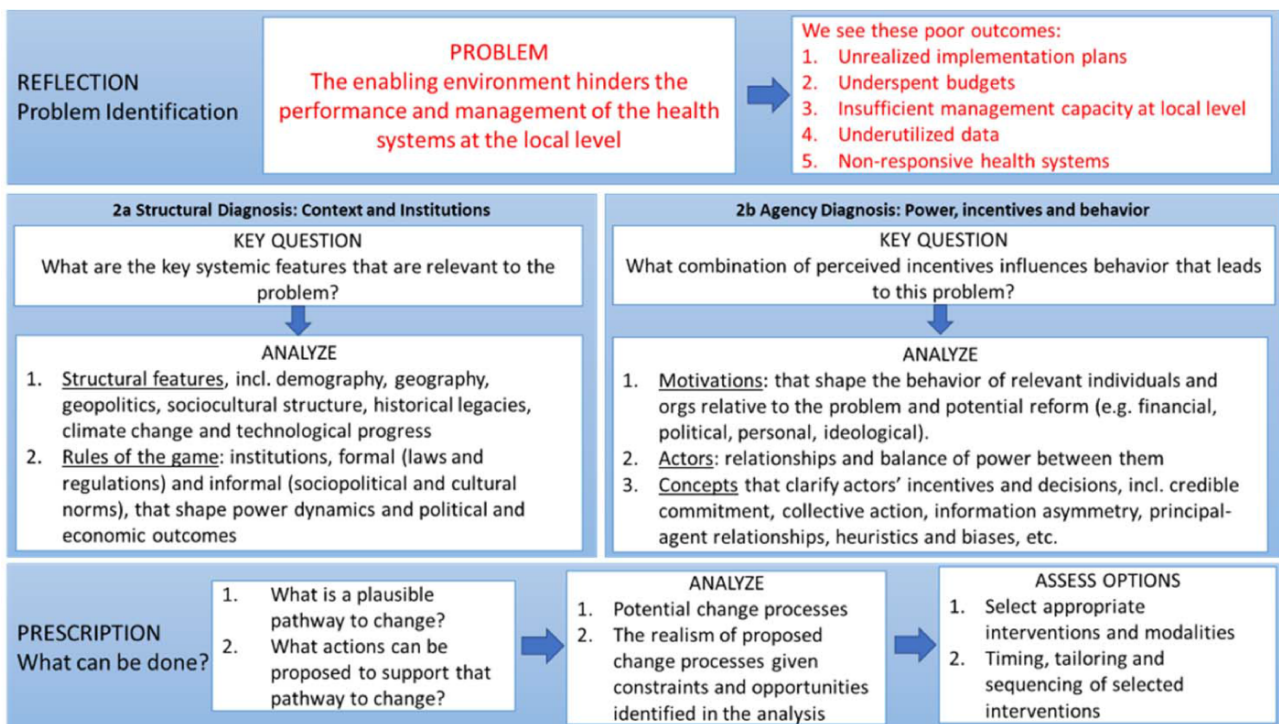 REFLECTION
Problem Identification
PROBLEM
The enabling environment hinders the
performance and management of the health
systems at the local level
We see these poor outcomes:
1. Unrealized implementation plans
2. Underspent budgets
3. Insufficient management capacity at local level
4. Underutilized data
5. Non-responsive health systems
2a Structural Diagnosis: Context and Institutions
KEY QUESTION
What are the key systemic features that are relevant to the
problem?
ANALYZE
1. Structural features, incl. demography, geography,
geopolitics, sociocultural structure, historical legacies,
climate change and technological progress
2. Rules of the game: institutions, formal (laws and
regulations) and informal (sociopolitical and cultural
norms), that shape power dynamics and political and
economic outcomes
2b Agency Diagnosis: Power, incentives and behavior
KEY QUESTION
What combination of perceived incentives influences behavior that leads
to this problem?
ANALYZE
1. Motivations: that shape the behavior of relevant individuals and
orgs relative to the problem and potential reform (e.g. financial,
political, personal, ideological).
2. Actors: relationships and balance of power between them
3. Concepts that clarify actors' incentives and decisions, incl. credible
commitment, collective action, information asymmetry, principal-
agent relationships, heuristics and biases, etc.
PRESCRIPTION
What can be done?
1. What is a plausible
pathway to change?
2. What actions can be
proposed to support that
pathway to change?
ANALYZE
1. Potential change processes
2. The realism of proposed
change processes given
constraints and opportunities
identified in the analysis
ASSESS OPTIONS
1. Select appropriate
interventions and modalities
2. Timing, tailoring and
sequencing of selected
interventions